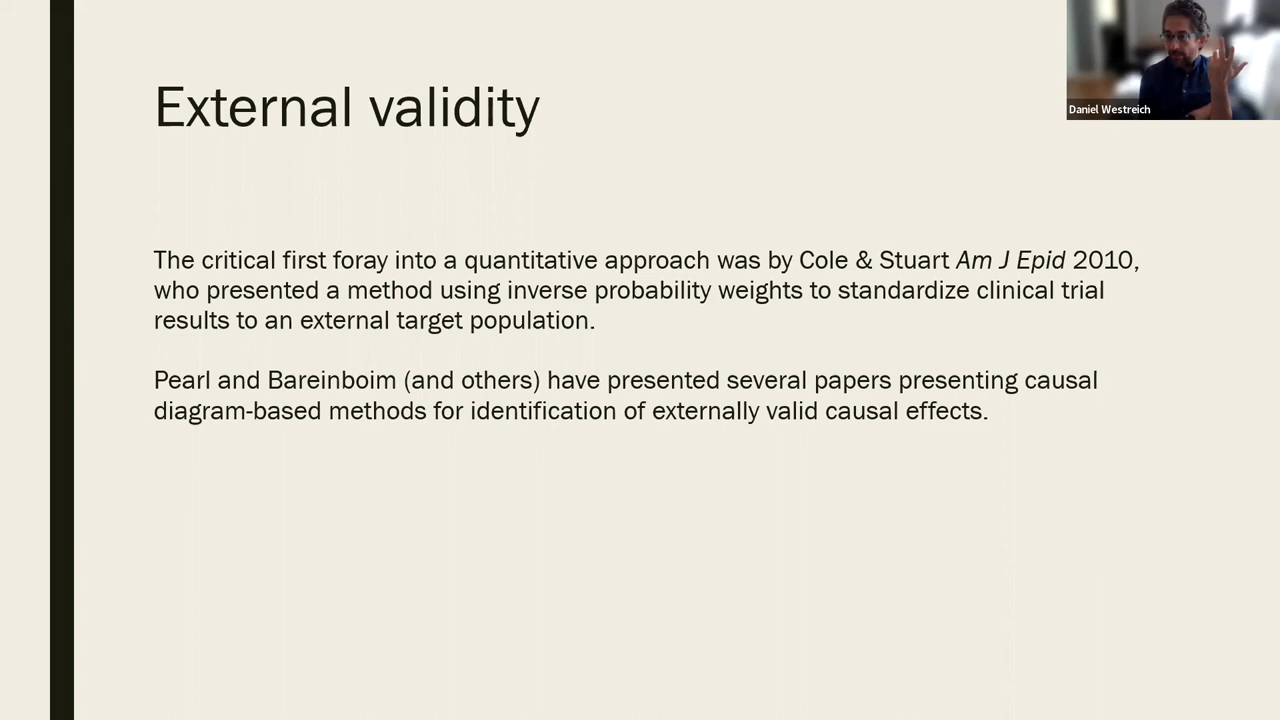 External validity
The critical first foray into a quantitative approach was by Cole & Stuart Am J Epid 2010,
who presented a method using inverse probability weights to standardize clinical trial
results to an external target population.
Pearl and Bareinboim (and others) have presented several papers presenting causal
diagram-based methods for identification of externally valid causal effects.
Daniel Westreich